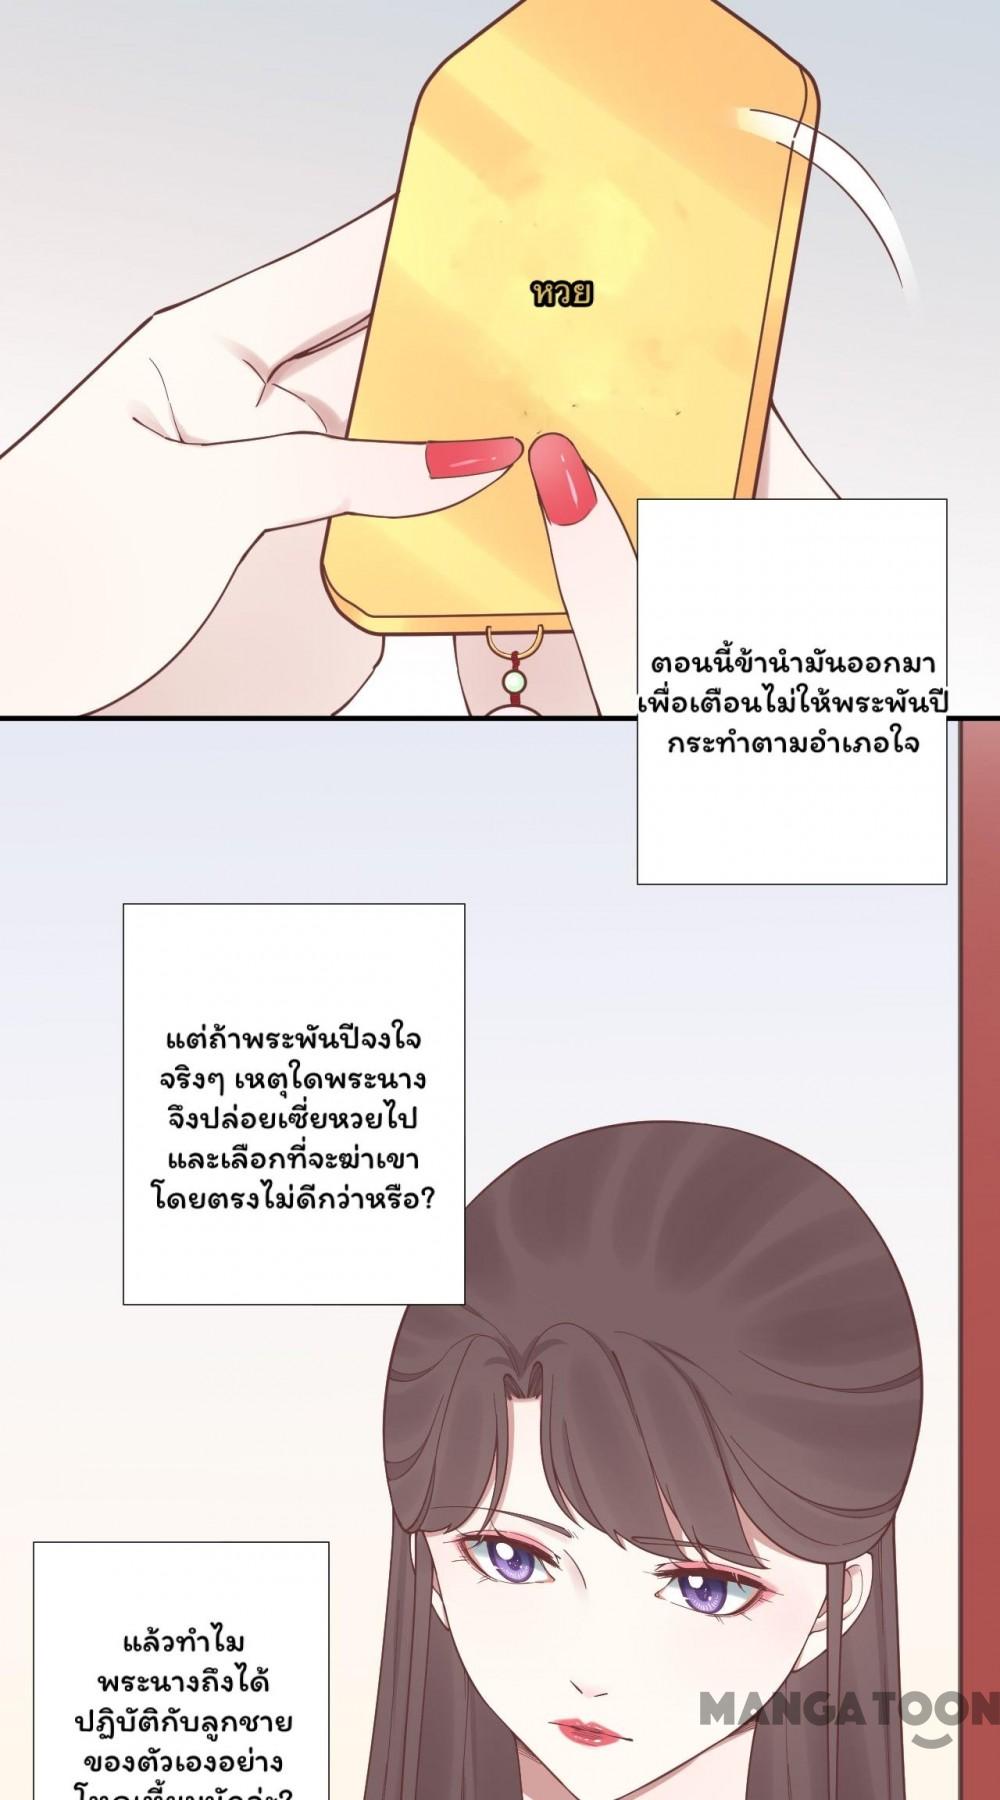 หวย
ตอนนี้ข้านำมันออกมา
เพื่อเตือนไม่ให้พระพันปี
กระทำตามอำเภอใจ
แต่ถ้าพระพันปีจงใจ
จริงๆ เหตุใดพระนาง
จึงปล่อยเซี่ยหวยไป
และเลือกที่จะฆ่าเขา
โดยตรงไม่ดีกว่าหรือ?
แล้วทำไม
พระนางถึงได้
ปฏิบัติกับลูกชาย
ของตัวเองอย่าง
MANGATOON